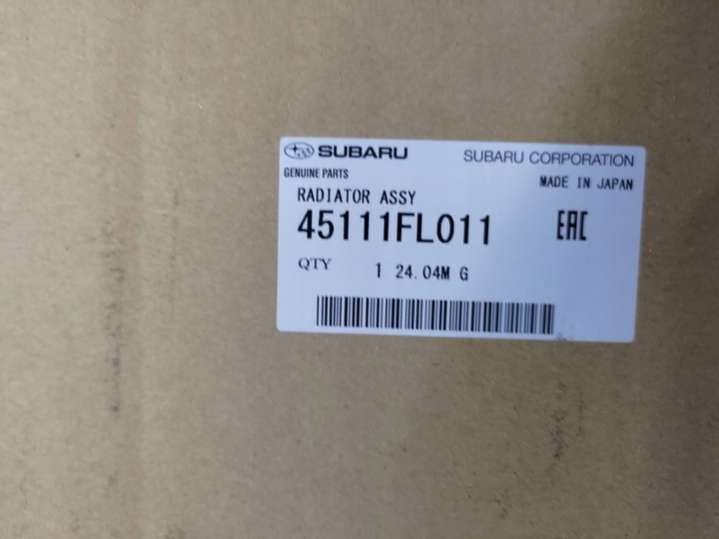 SUBARU SUBARU CORPORATION
GENUINE PARTS MADE IN JAPAN
RADIATOR ASSY
45111FL011 EAC
QTY 1 24.04M G